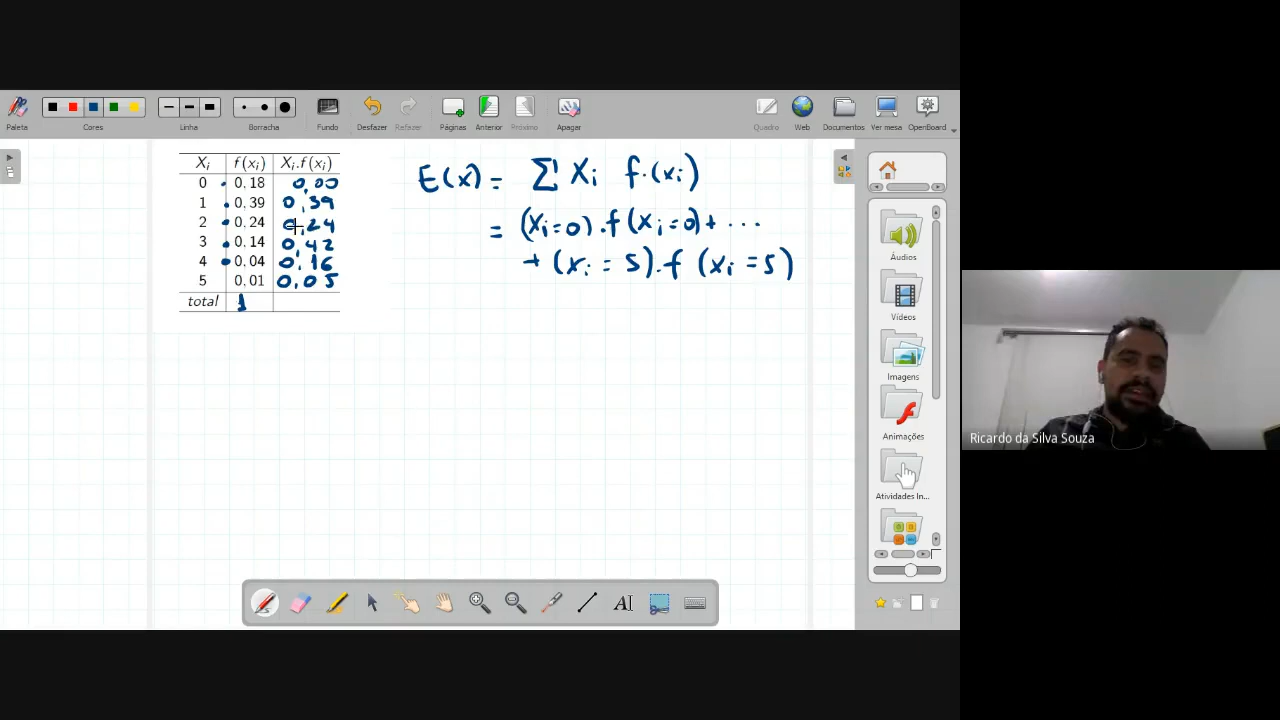 Paleta Cores Linha Borracha Fundo Desfazer Refazer Páginas Anterior Próximo Apagar Quadro Web Documentos Ver mesa OpenBoard
Xi f(xi) Xi.f(xi)
0 0,18 0,00
1 0,39 0,39
2 0,24 0,24
3 0,14 0,42
4 0,04 0,16
5 0,01 0,05
total 1
E(x) = Σ Xi f.(xi)
= (Xi=0).f(Xi=0)+ ...
+ (xi = 5).f (xi = 5)
Áudios
Vídeos
Imagens
Animações
Atividades In...
AI
Ricardo da Silva Souza